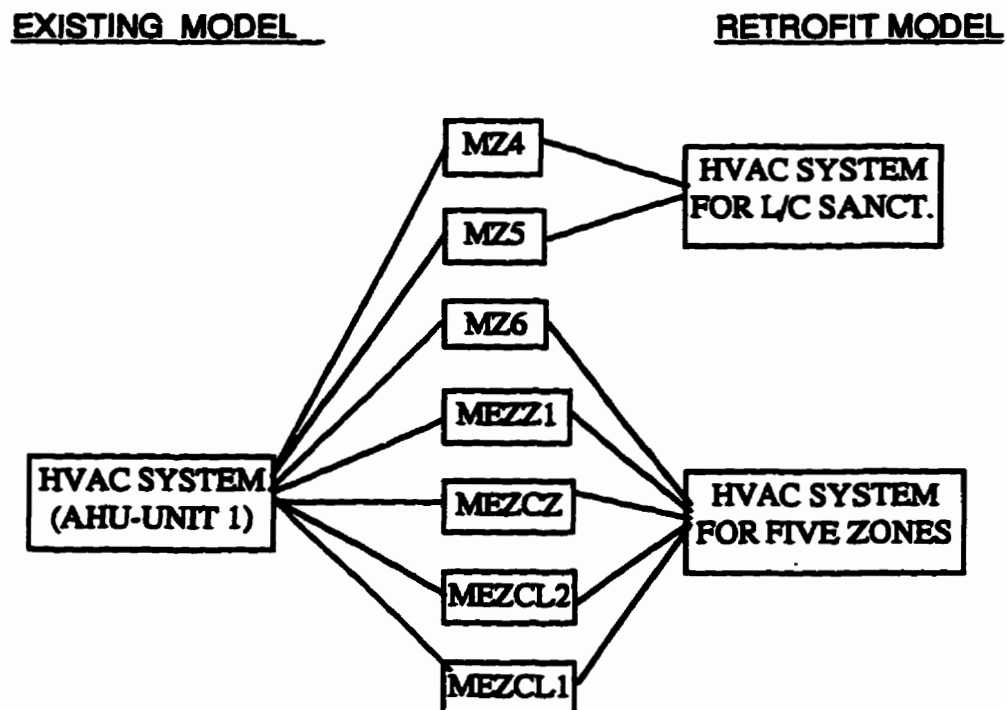 EXISTING MODEL
RETROFIT MODEL
MZ4
MZ5
MZ6
MEZZ1
MEZCZ
MEZCL2
MEZCL1
HVAC SYSTEM
(AHU-UNIT 1)
HVAC SYSTEM
FOR L/C SANCT.
HVAC SYSTEM
FOR FIVE ZONES